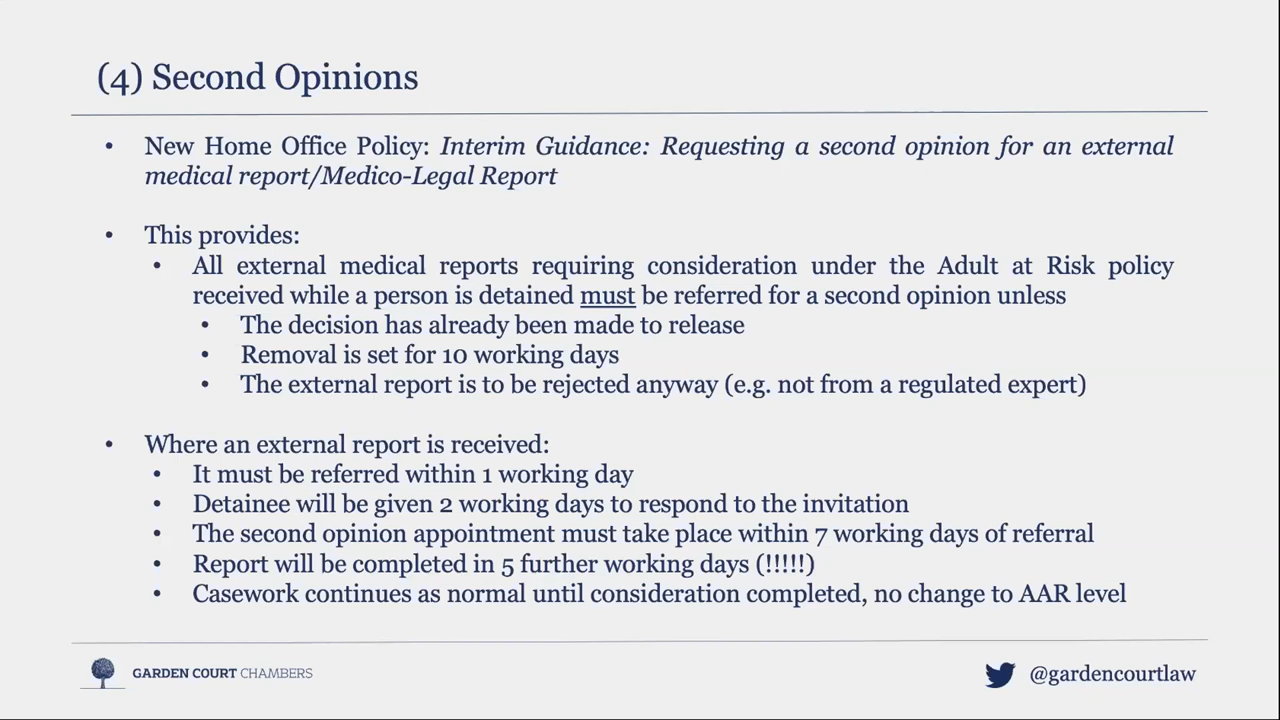 (4) Second Opinions
• New Home Office Policy: Interim Guidance: Requesting a second opinion for an external
medical report/Medico-Legal Report
• This provides:
• All external medical reports requiring consideration under the Adult at Risk policy
received while a person is detained must be referred for a second opinion unless
• The decision has already been made to release
• Removal is set for 10 working days
• The external report is to be rejected anyway (e.g. not from a regulated expert)
• Where an external report is received:
• It must be referred within 1 working day
• Detainee will be given 2 working days to respond to the invitation
• The second opinion appointment must take place within 7 working days of referral
• Report will be completed in 5 further working days (!!!!!)
• Casework continues as normal until consideration completed, no change to AAR level
GARDEN COURT CHAMBERS
@gardencourtlaw